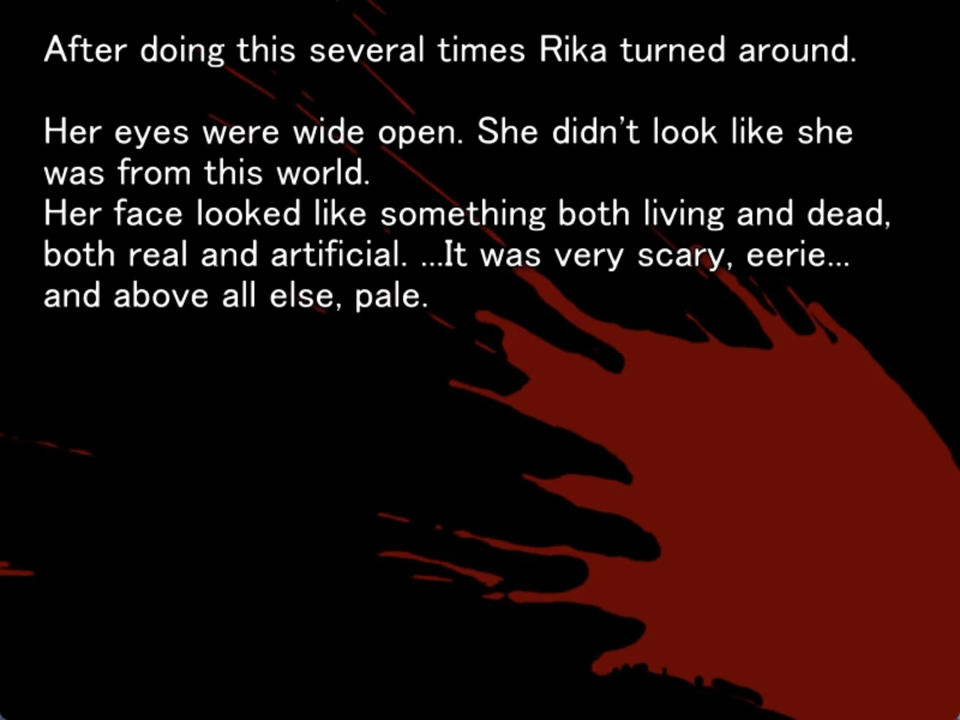 After doing this several times Rika turned around.
Her eyes were wide open. She didn't look like she
was from this world.
Her face looked like something both living and dead,
both real and artificial. ...It was very scary, eerie...
and above all else, pale.